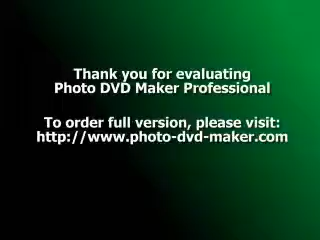 Thank you for evaluating
Photo DVD Maker Professional
To order full version, please visit:
http://www.photo-dvd-maker.com